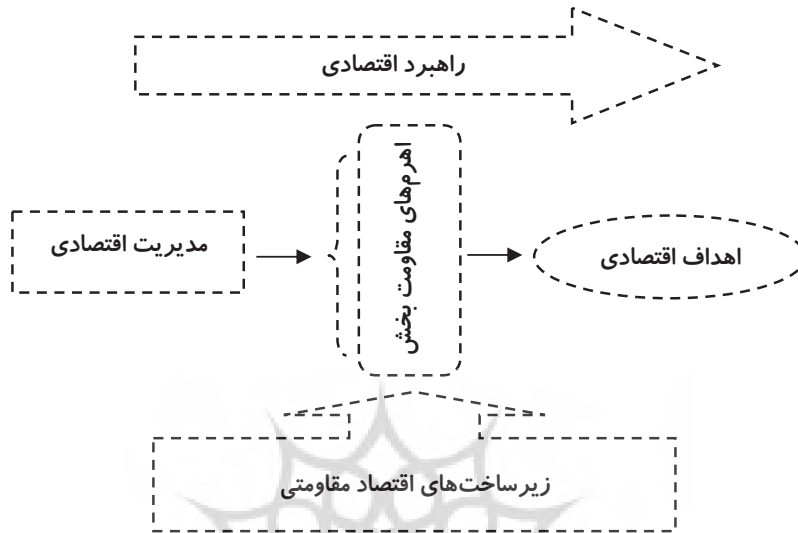 راهبرد اقتصادی
اهرم‌های مقاومت بخش
مدیریت اقتصادی
اهداف اقتصادی
زیرساخت‌های اقتصاد مقاومتی